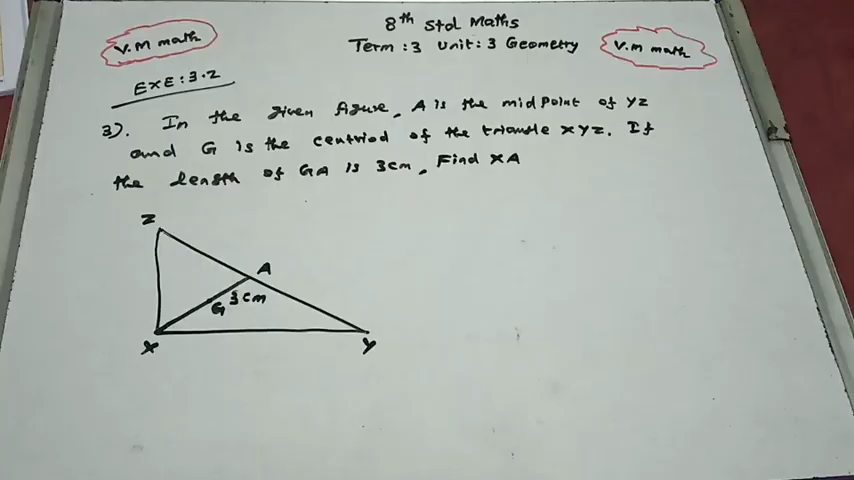 8th Std Maths
V.M math
Term : 3 Unit : 3 Geometry
V.M math
EXE : 3.2
3). In the given figure, A is the midpoint of YZ
and G is the centriod of the triangle XYZ. If
the length of GA is 3cm, Find XA
Z
A
G 3cm
X
Y